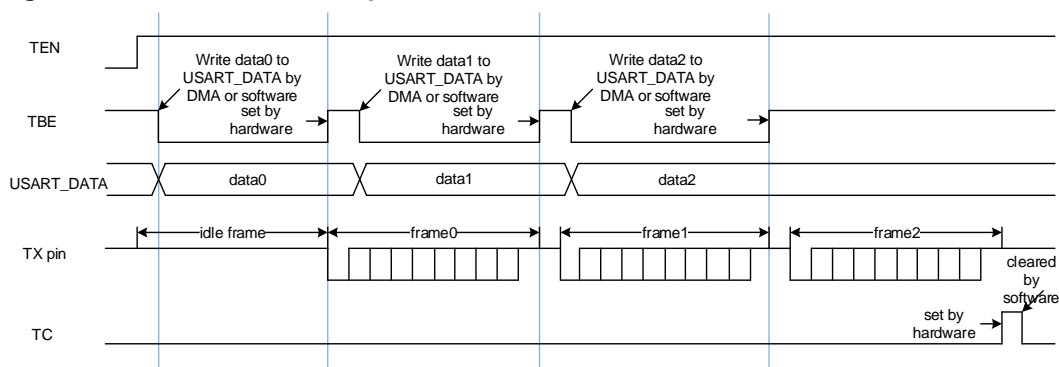 TEN
Write data0 to
USART_DATA by
DMA or software
set by
hardware
Write data1 to
USART_DATA by
DMA or software
set by
hardware
Write data2 to
USART_DATA by
DMA or software
set by
hardware
TBE
USART_DATA
data0
data1
data2
idle frame
frame0
frame1
frame2
TX pin
cleared
by
software
set by
hardware
TC